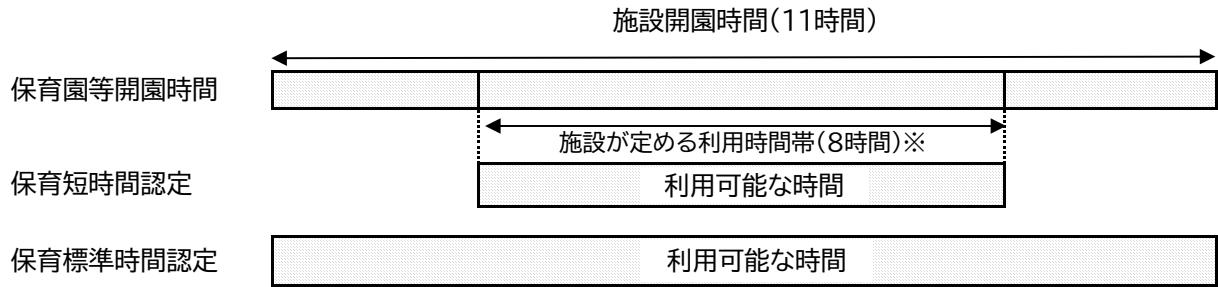 施設開園時間(11時間)
保育園等開園時間
施設が定める利用時間帯(8時間)※
保育短時間認定
利用可能な時間
保育標準時間認定
利用可能な時間